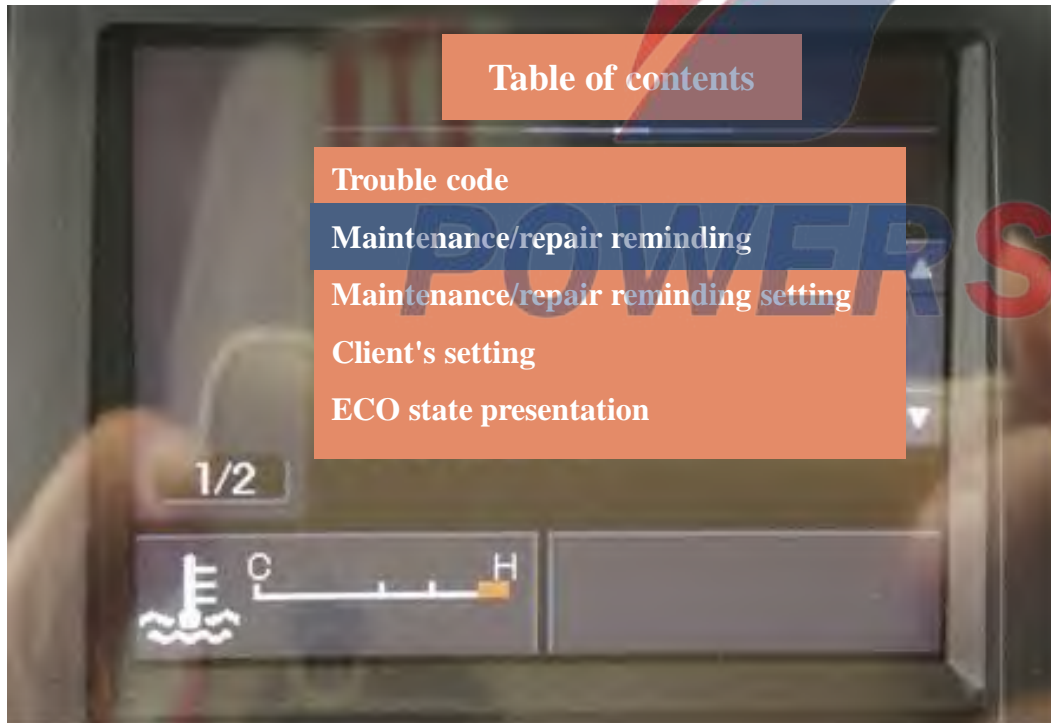 Table of contents
Trouble code
Maintenance/repair reminding
Maintenance/repair reminding setting
Client's setting
ECO state presentation
POWERS
1/2
C H